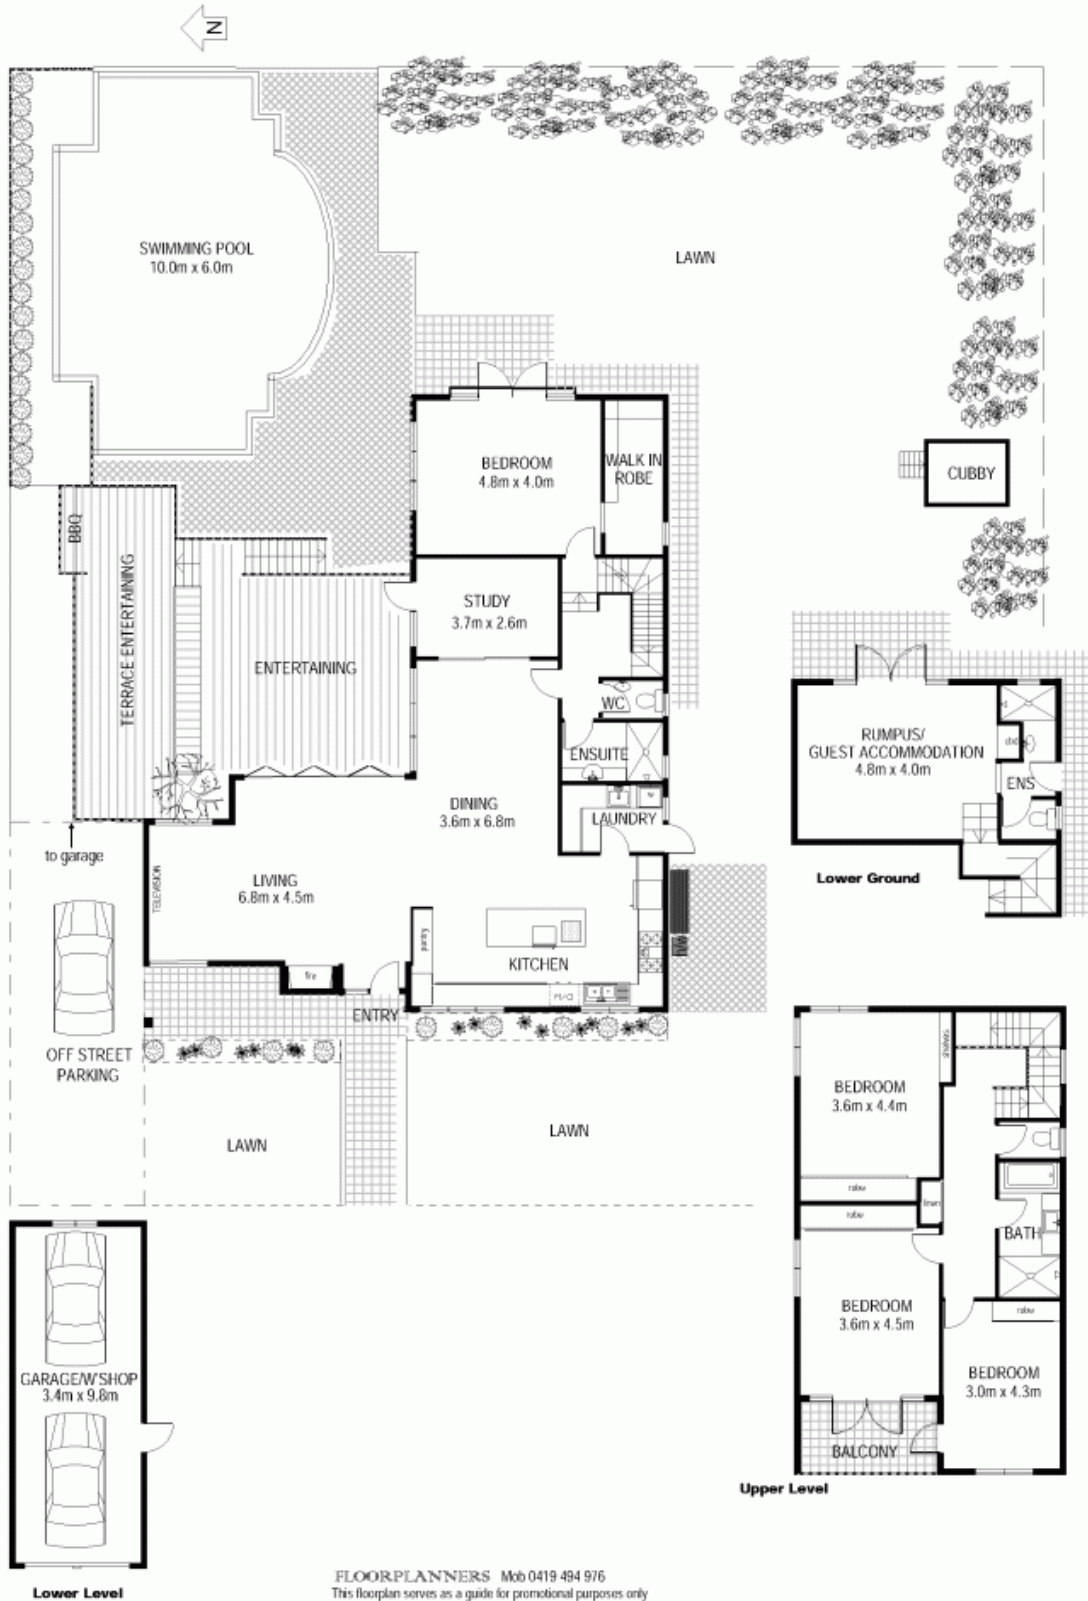 N
SWIMMING POOL
10.0m x 6.0m
LAWN
BEDROOM
4.8m x 4.0m
WALK IN
ROBE
CUBBY
BBQ
TERRACE ENTERTAINING
STUDY
3.7m x 2.6m
ENTERTAINING
WC
ENSUITE
RUMPUS/
GUEST ACCOMMODATION
4.8m x 4.0m
cbd
ENS
DINING
3.6m x 6.8m
LAUNDRY
W
to garage
Lower Ground
TELEVISION
LIVING
6.8m x 4.5m
pantry
KITCHEN
fire
D/W
ENTRY
OFF STREET
PARKING
LAWN
LAWN
BEDROOM
3.6m x 4.4m
shelves
robe
robe
linen
BATH
BEDROOM
3.6m x 4.5m
robe
BEDROOM
3.0m x 4.3m
BALCONY
Upper Level
GARAGE/W'SHOP
3.4m x 9.8m
Lower Level
FLOORPLANNERS Mob 0419 494 976
This floorplan serves as a guide for promotional purposes only